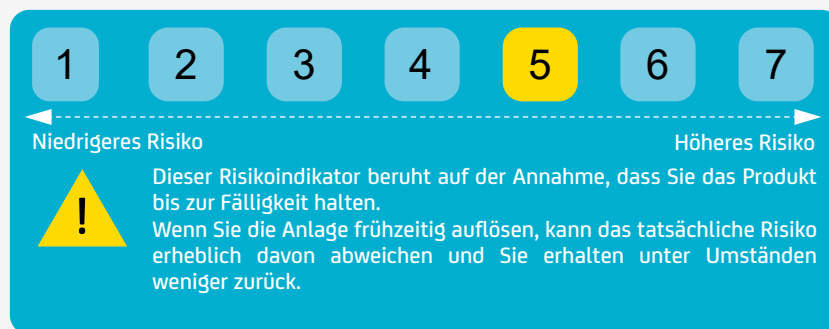 1 2 3 4 5 6 7
Niedrigeres Risiko Höheres Risiko
!
Dieser Risikoindikator beruht auf der Annahme, dass Sie das Produkt
bis zur Fälligkeit halten.
Wenn Sie die Anlage frühzeitig auflösen, kann das tatsächliche Risiko
erheblich davon abweichen und Sie erhalten unter Umständen
weniger zurück.